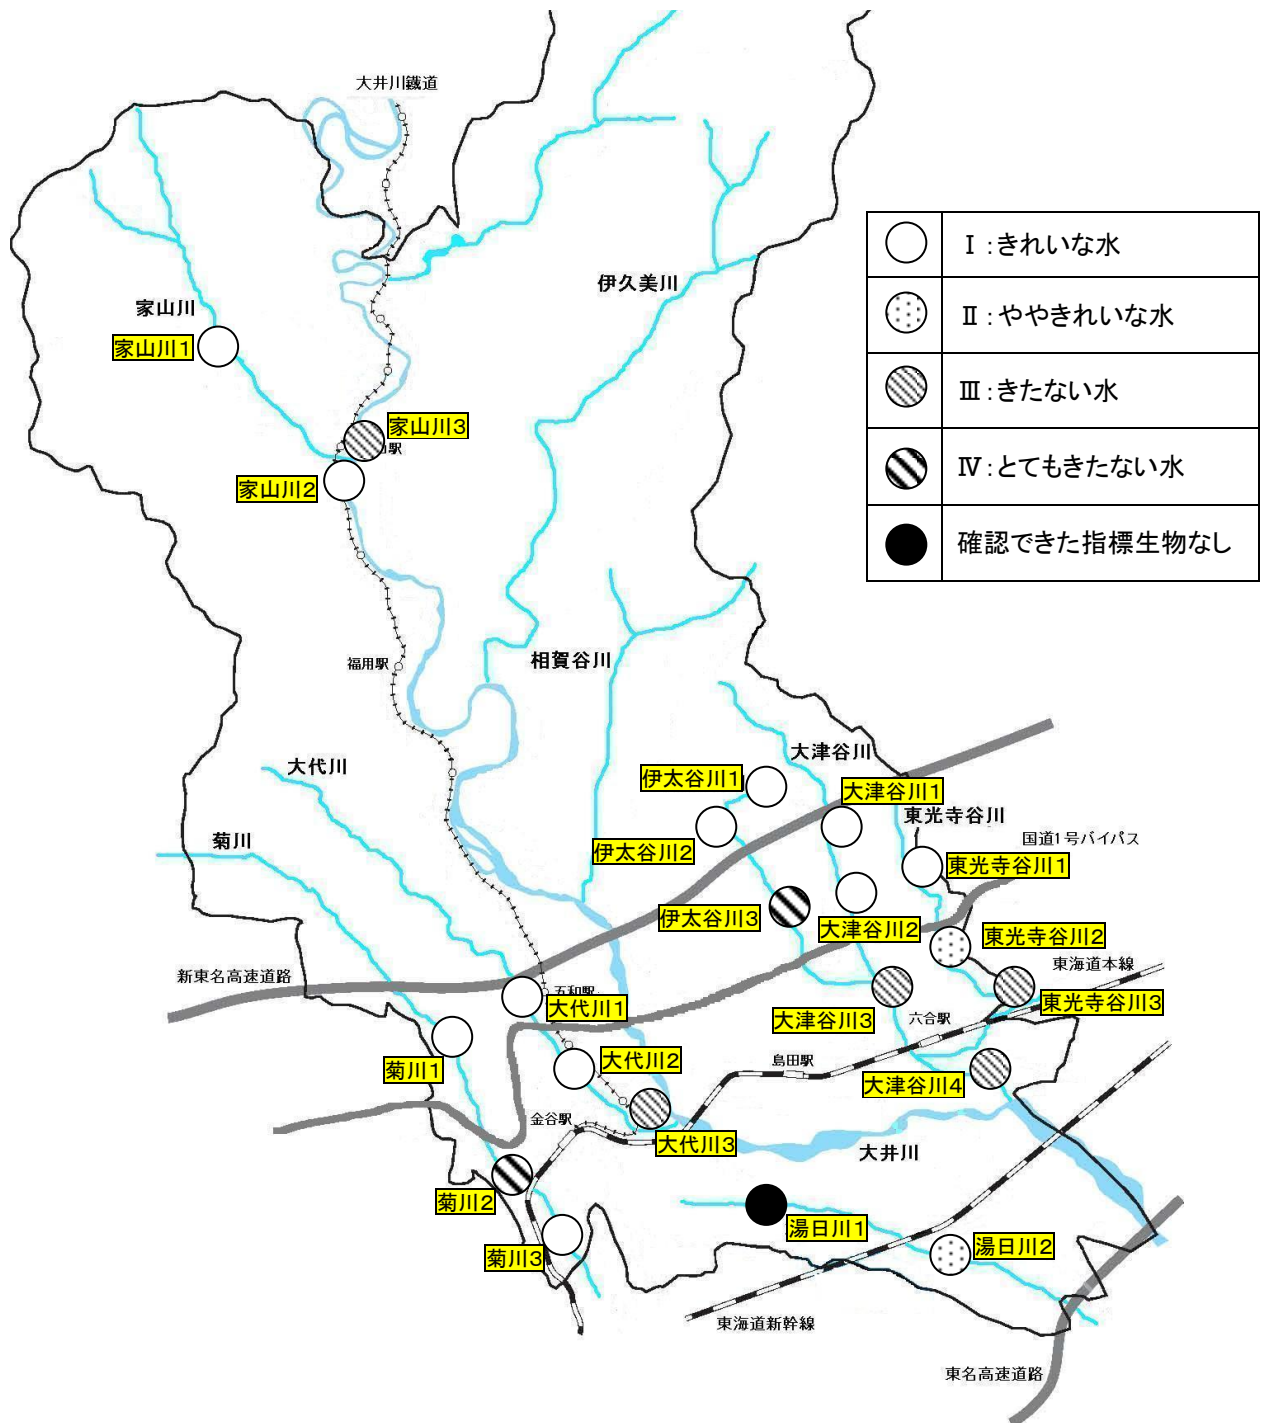 大井川鐵道
伊久美川
Ⅰ：きれいな水
Ⅱ：ややきれいな水
Ⅲ：きたない水
Ⅳ：とてもきたない水
確認できた指標生物なし
家山川
家山川1
家山川3
駅
家山川2
福用駅
相賀谷川
大代川
菊川
大津谷川
伊太谷川1
大津谷川1
東光寺谷川
国道1号バイパス
伊太谷川2
東光寺谷川1
伊太谷川3
大津谷川2
東光寺谷川2
東海道本線
新東名高速道路
五和駅
大代川1
東光寺谷川3
大津谷川3
六合駅
菊川1
大代川2
島田駅
大津谷川4
金谷駅
大代川3
大井川
菊川2
湯日川1
菊川3
湯日川2
東海道新幹線
東名高速道路